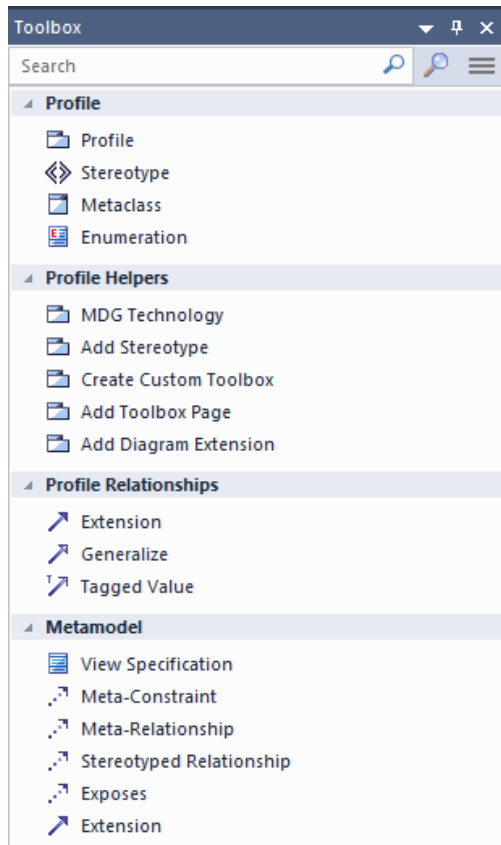 Toolbox
Search
Profile
Profile
Stereotype
Metaclass
Enumeration
Profile Helpers
MDG Technology
Add Stereotype
Create Custom Toolbox
Add Toolbox Page
Add Diagram Extension
Profile Relationships
Extension
Generalize
Tagged Value
Metamodel
View Specification
Meta-Constraint
Meta-Relationship
Stereotyped Relationship
Exposes
Extension